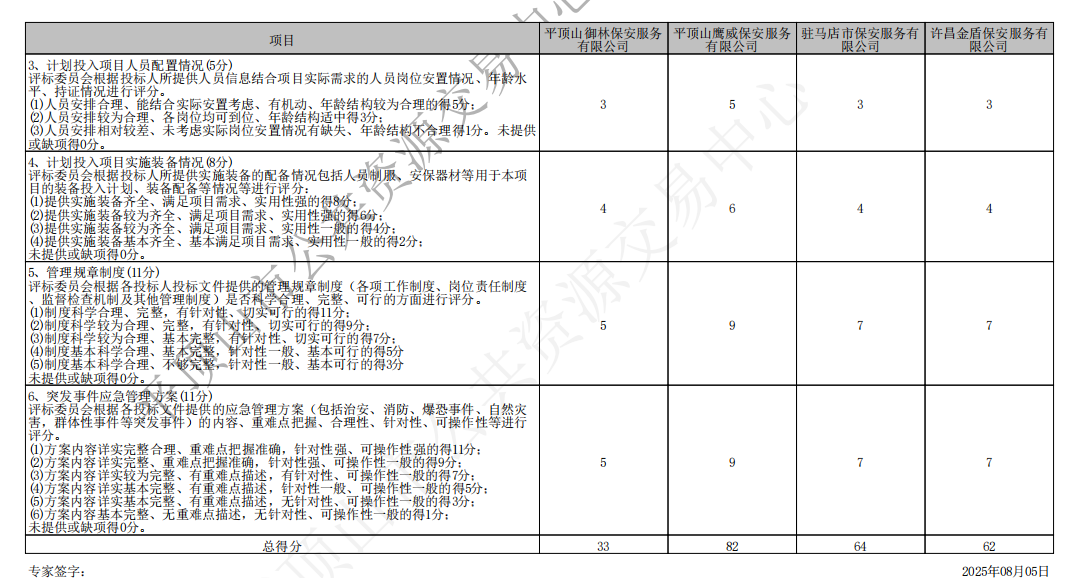 项目
平顶山御林保安服务
有限公司
平顶山鹰威保安服务
有限公司
驻马店市保安服务有
限公司
许昌金盾保安服务有
限公司
3、计划投入项目人员配置情况(5分)
评标委员会根据投标人所提供人员信息结合项目实际需求的人员岗位安置情况、年龄水
平、持证情况进行评分。
(1)人员安排合理、能结合实际安置考虑、有机动、年龄结构较为合理的得5分；
(2)人员安排较为合理、各岗位均可到位、年龄结构适中得3分；
(3)人员安排相对较差、未考虑实际岗位安置情况有缺失、年龄结构不合理得1分。未提供
或缺项得0分。
3
5
3
3
4、计划投入项目实施装备情况(8分)
评标委员会根据投标人所提供实施装备的配备情况包括人员制服、安保器材等用于本项
目的装备投入计划、装备配备等情况等进行评分：
(1)提供实施装备齐全、满足项目需求、实用性强的得8分；
(2)提供实施装备较为齐全、满足项目需求、实用性强的得6分；
(3)提供实施装备较为齐全、满足项目需求、实用性一般的得4分；
(4)提供实施装备基本齐全、基本满足项目需求、实用性一般的得2分；
未提供或缺项得0分。
4
6
4
4
5、管理规章制度(11分)
评标委员会根据各投标人投标文件提供的管理规章制度（各项工作制度、岗位责任制度
、监督检查机制及其他管理制度）是否科学合理、完整、可行的方面进行评分。
(1)制度科学合理、完整，有针对性、切实可行的得11分；
(2)制度科学较为合理、完整，有针对性、切实可行的得9分；
(3)制度科学较为合理、基本完整，有针对性、切实可行的得7分；
(4)制度基本科学合理、基本完整，针对性一般、基本可行的得5分
(5)制度基本科学合理、不够完整，针对性一般、基本可行的得3分
未提供或缺项得0分。
5
9
7
7
6、突发事件应急管理方案(11分)
评标委员会根据各投标文件提供的应急管理方案（包括治安、消防、爆恐事件、自然灾
害，群体性事件等突发事件）的内容、重难点把握、合理性、针对性、可操作性等进行
评分。
(1)方案内容详实完整合理、重难点把握准确，针对性强、可操作性强的得11分；
(2)方案内容详实完整、重难点把握准确，针对性强、可操作性一般的得9分；
(3)方案内容详实较为完整、有重难点描述，有针对性、可操作性一般的得7分；
(4)方案内容详实基本完整、有重难点描述，针对性一般、可操作性一般的得5分；
(5)方案内容详实基本完整、有重难点描述，无针对性、可操作性一般的得3分；
(6)方案内容基本完整、无重难点描述，无针对性、可操作性一般的得1分；
未提供或缺项得0分。
5
9
7
7
总得分
33
82
64
62
专家签字：
2025年08月05日
平顶山市公共资源交易中心
顶山
公共资源交易中心